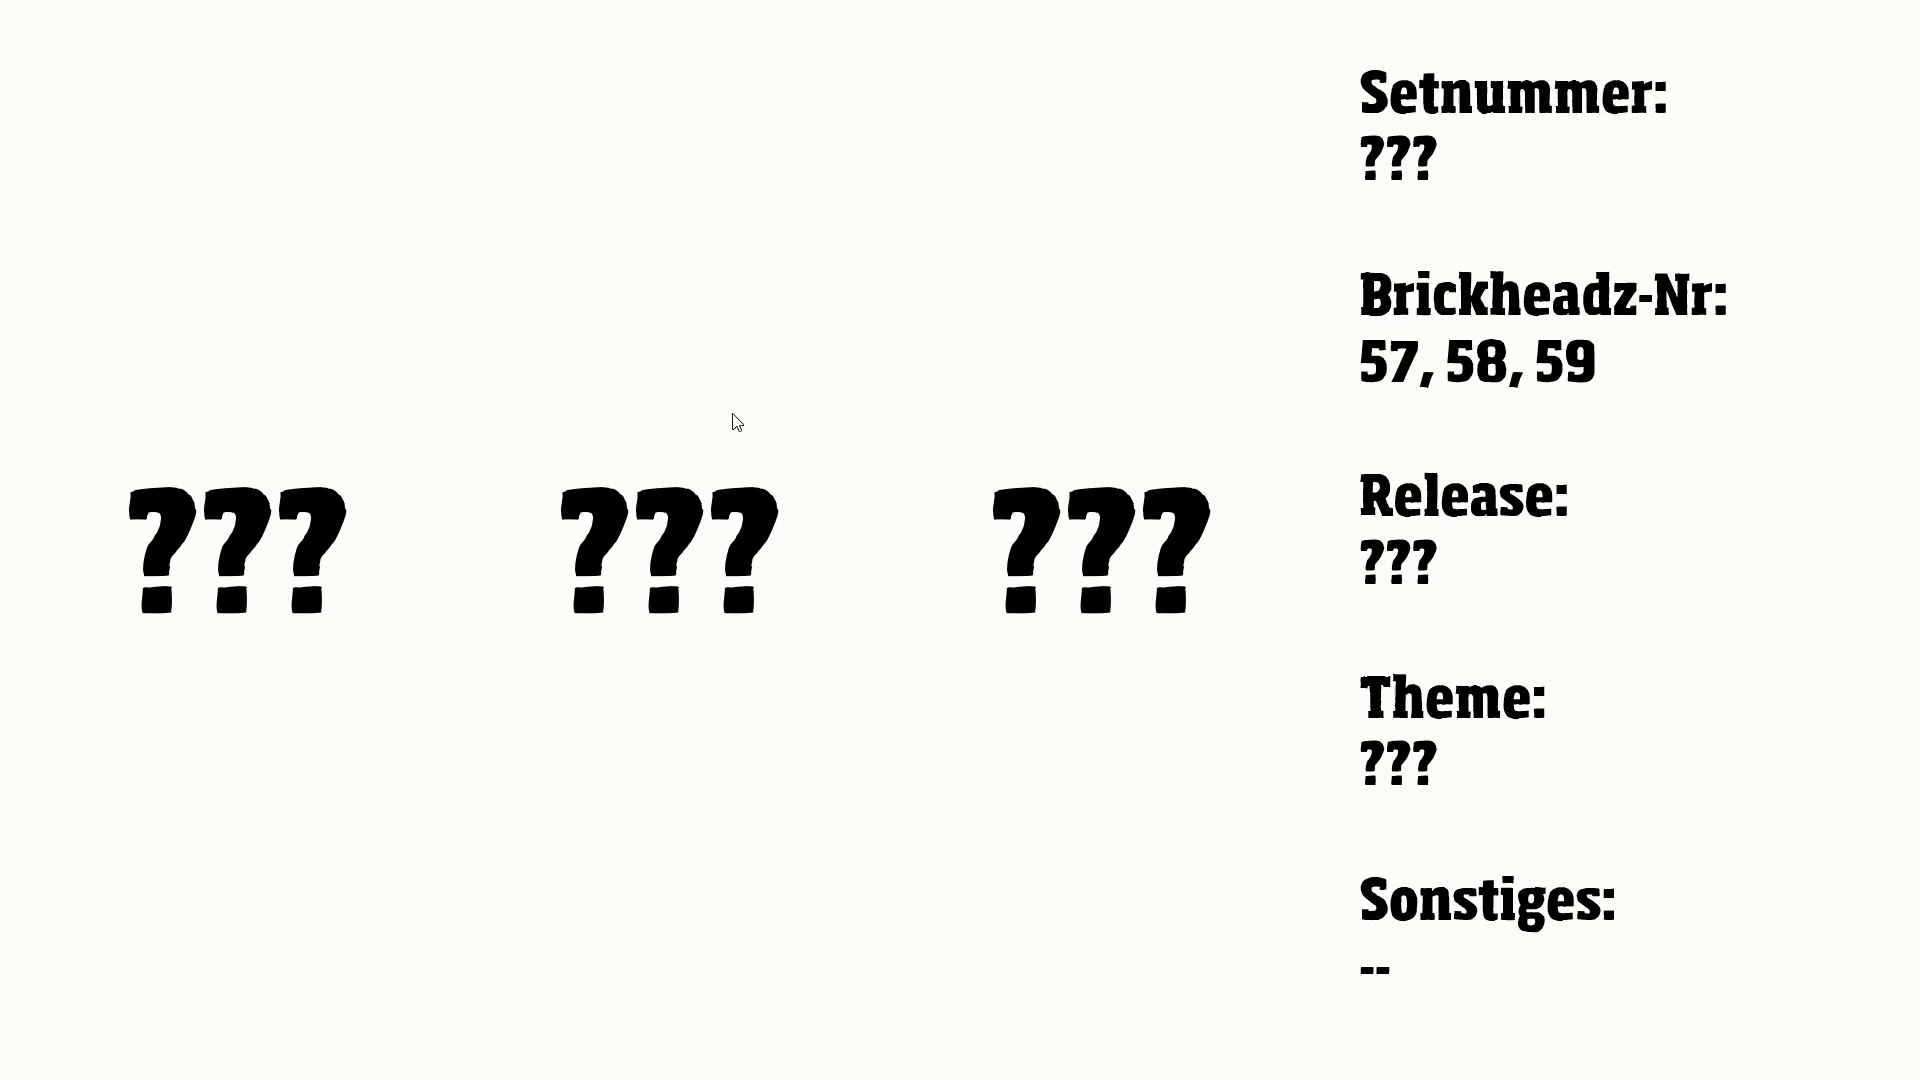 Setnummer:
???
Brickheadz-Nr:
57, 58, 59
??? ??? ???
Release:
???
Theme:
???
Sonstiges:
--